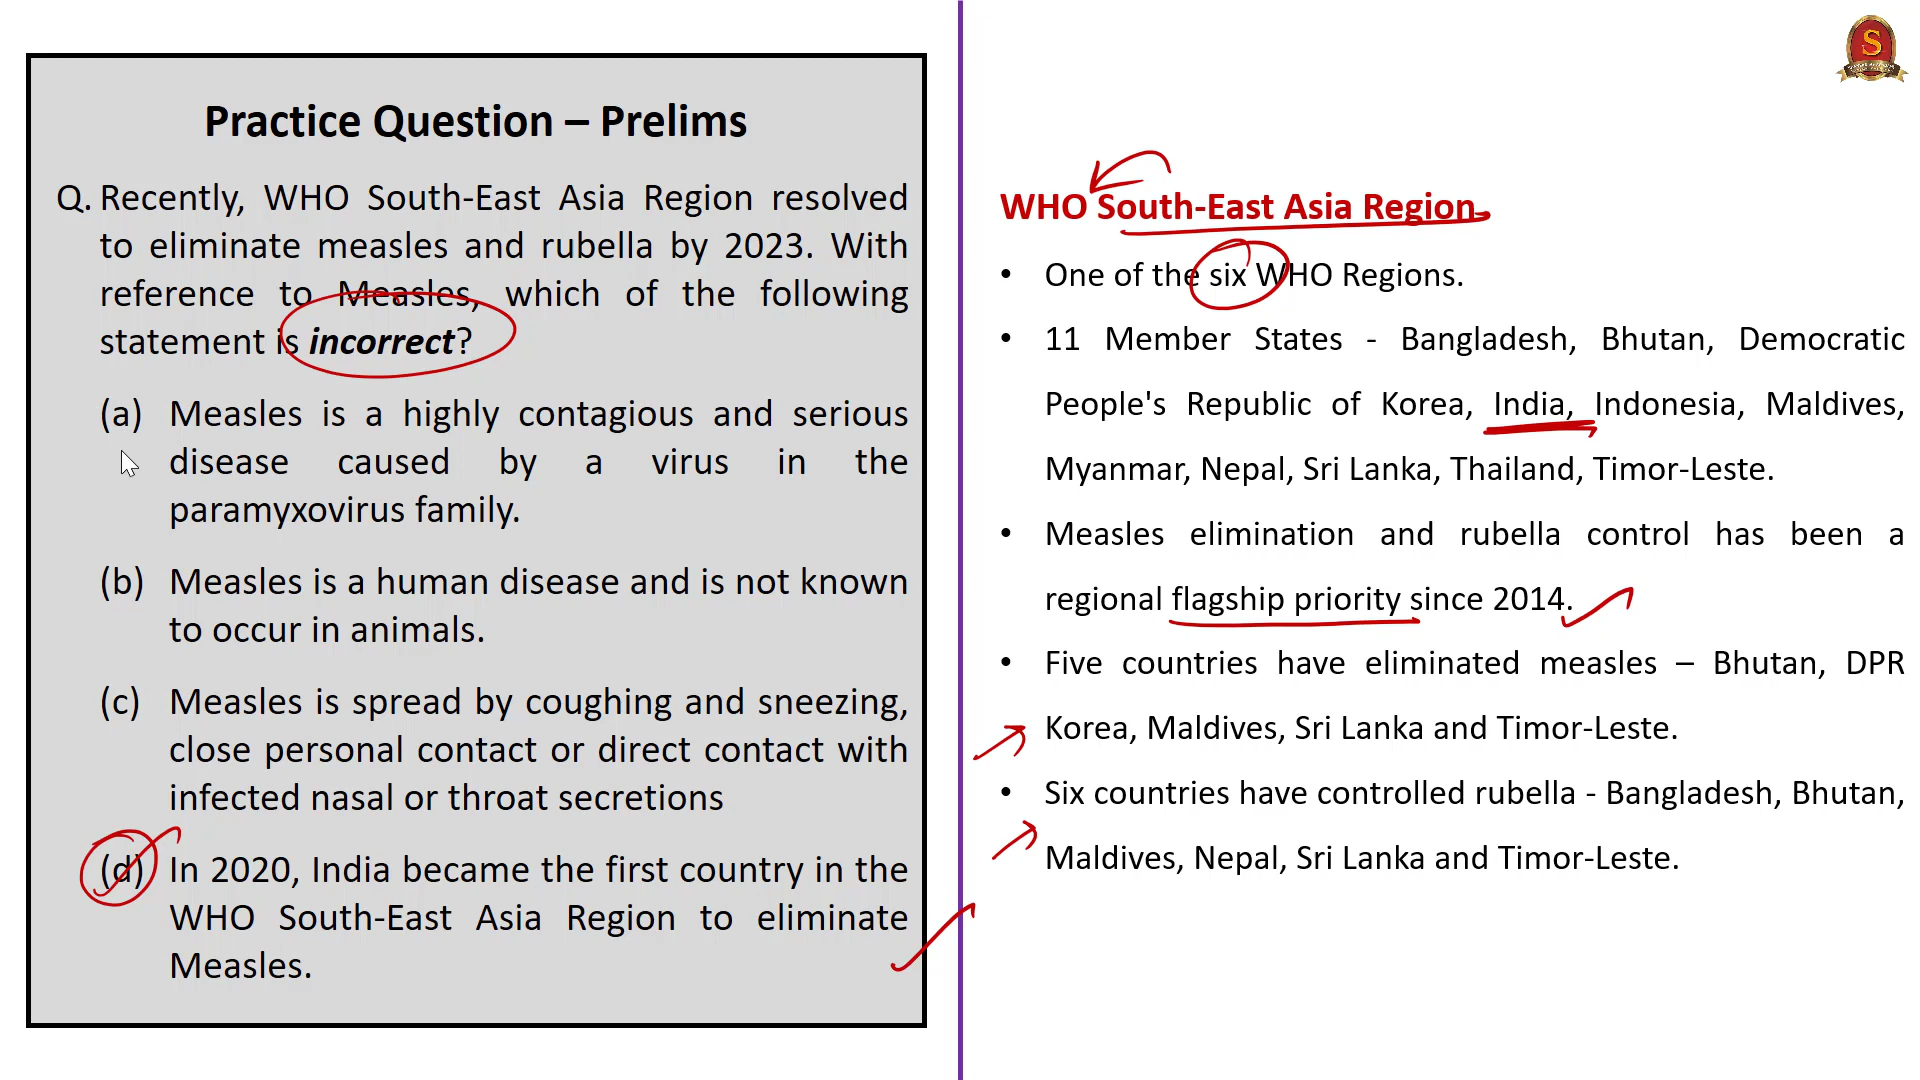 Practice Question – Prelims
Q. Recently, WHO South-East Asia Region resolved
to eliminate measles and rubella by 2023. With
reference to Measles, which of the following
statement is incorrect?
(a) Measles is a highly contagious and serious
disease caused by a virus in the
paramyxovirus family.
(b) Measles is a human disease and is not known
to occur in animals.
(c) Measles is spread by coughing and sneezing,
close personal contact or direct contact with
infected nasal or throat secretions
(d) In 2020, India became the first country in the
WHO South-East Asia Region to eliminate
Measles.
S
WHO South-East Asia Region
• One of the six WHO Regions.
• 11 Member States - Bangladesh, Bhutan, Democratic
People's Republic of Korea, India, Indonesia, Maldives,
Myanmar, Nepal, Sri Lanka, Thailand, Timor-Leste.
• Measles elimination and rubella control has been a
regional flagship priority since 2014.
• Five countries have eliminated measles – Bhutan, DPR
Korea, Maldives, Sri Lanka and Timor-Leste.
• Six countries have controlled rubella - Bangladesh, Bhutan,
Maldives, Nepal, Sri Lanka and Timor-Leste.